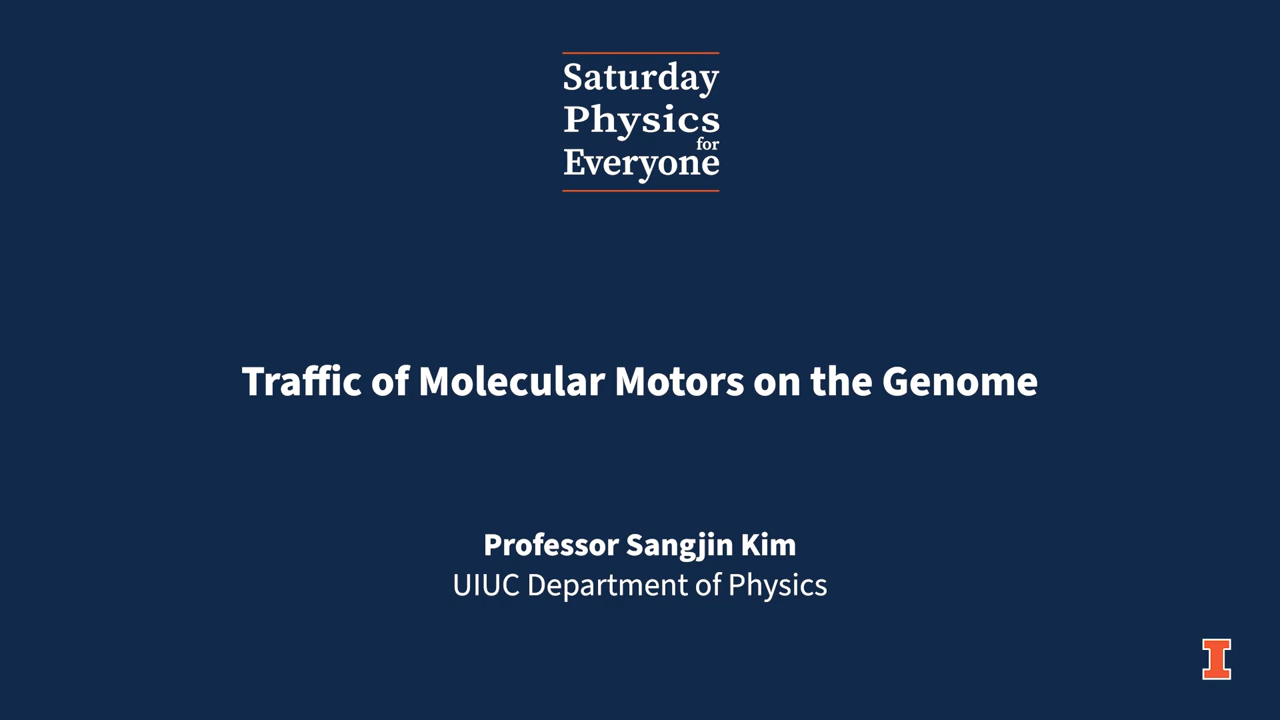 Saturday
Physics
for
Everyone
Traffic of Molecular Motors on the Genome
Professor Sangjin Kim
UIUC Department of Physics
I